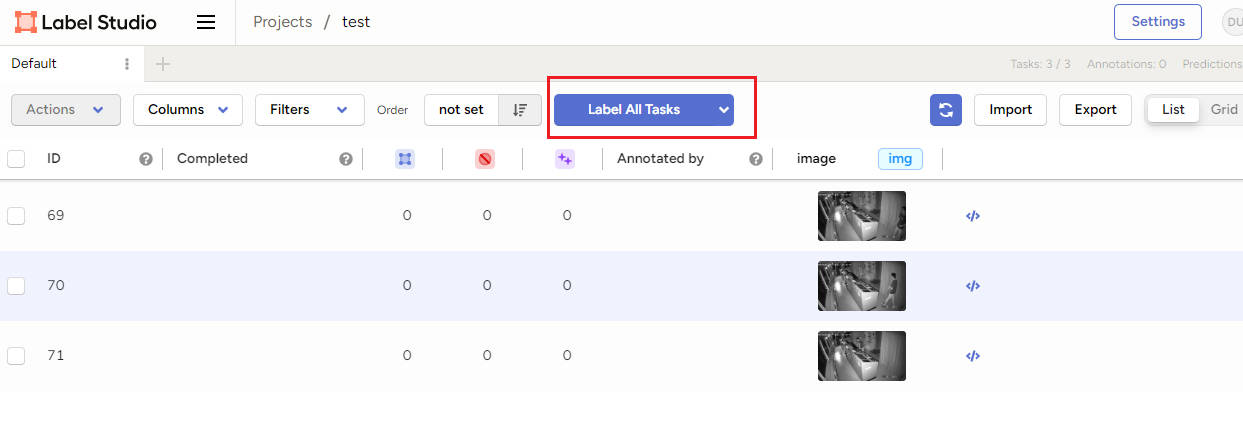 Label Studio Projects / test Settings DU
Default Tasks: 3 / 3 Annotations: 0 Predictions
Actions Columns Filters Order not set Label All Tasks Import Export List Grid
ID Completed Annotated by image img
69 0 0 0
70 0 0 0
71 0 0 0